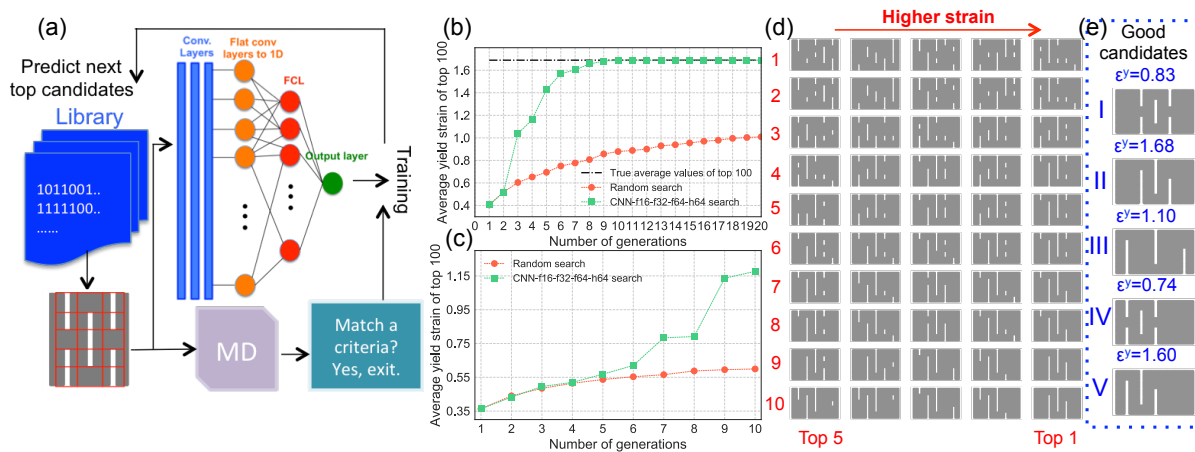 (a)
Conv.
Layers
Flat conv
layers to 1D
FCL
Output layer
Predict next
top candidates
Library
1011001..
1111100..
......
MD
Match a
criteria?
Yes, exit.
Training
(b)
Average yield strain of top 100
1.6
1.4
1.2
1.0
0.8
0.6
0.4
True average values of top 100
Random search
CNN-f16-f32-f64-h64 search
0 1 2 3 4 5 6 7 8 9 10 11 12 13 14 15 16 17 18 19 20
Number of generations
(c)
Average yield strain of top 100
Random search
CNN-f16-f32-f64-h64 search
1.15
0.95
0.75
0.55
0.35
1 2 3 4 5 6 7 8 9 10
Number of generations
(d)
Higher strain
1
2
3
4
5
6
7
8
9
10
Top 5
Top 1
(e)
Good
candidates
εʸ=0.83
I
εʸ=1.68
II
εʸ=1.10
III
εʸ=0.74
IV
εʸ=1.60
V